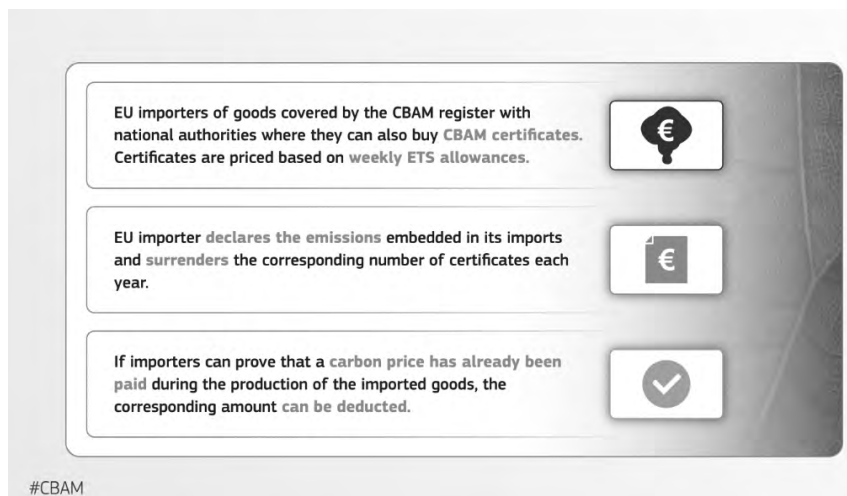 EU importers of goods covered by the CBAM register with
national authorities where they can also buy CBAM certificates.
Certificates are priced based on weekly ETS allowances.
€
EU importer declares the emissions embedded in its imports
and surrenders the corresponding number of certificates each
year.
€
If importers can prove that a carbon price has already been
paid during the production of the imported goods, the
corresponding amount can be deducted.
#CBAM